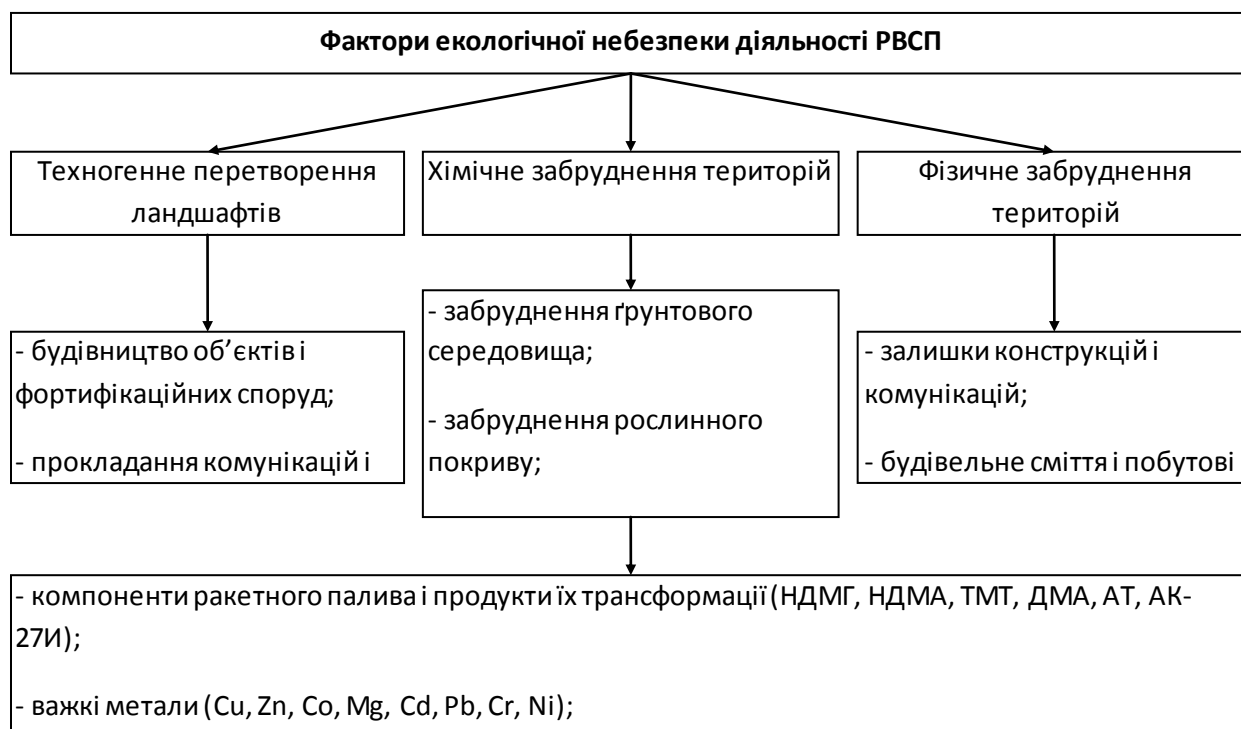 Фактори екологічної небезпеки діяльності РВСП
Техногенне перетворення
ландшафтів
Хімічне забруднення територій
Фізичне забруднення
територій
- будівництво об’єктів і
фортифікаційних споруд;
- прокладання комунікацій і
- забруднення ґрунтового
середовища;
- забруднення рослинного
покриву;
- залишки конструкцій і
комунікацій;
- будівельне сміття і побутові
- компоненти ракетного палива і продукти їх трансформації (НДМГ, НДМА, ТМТ, ДМА, АТ, АК-
27И);
- важкі метали (Cu, Zn, Co, Mg, Cd, Pb, Cr, Ni);